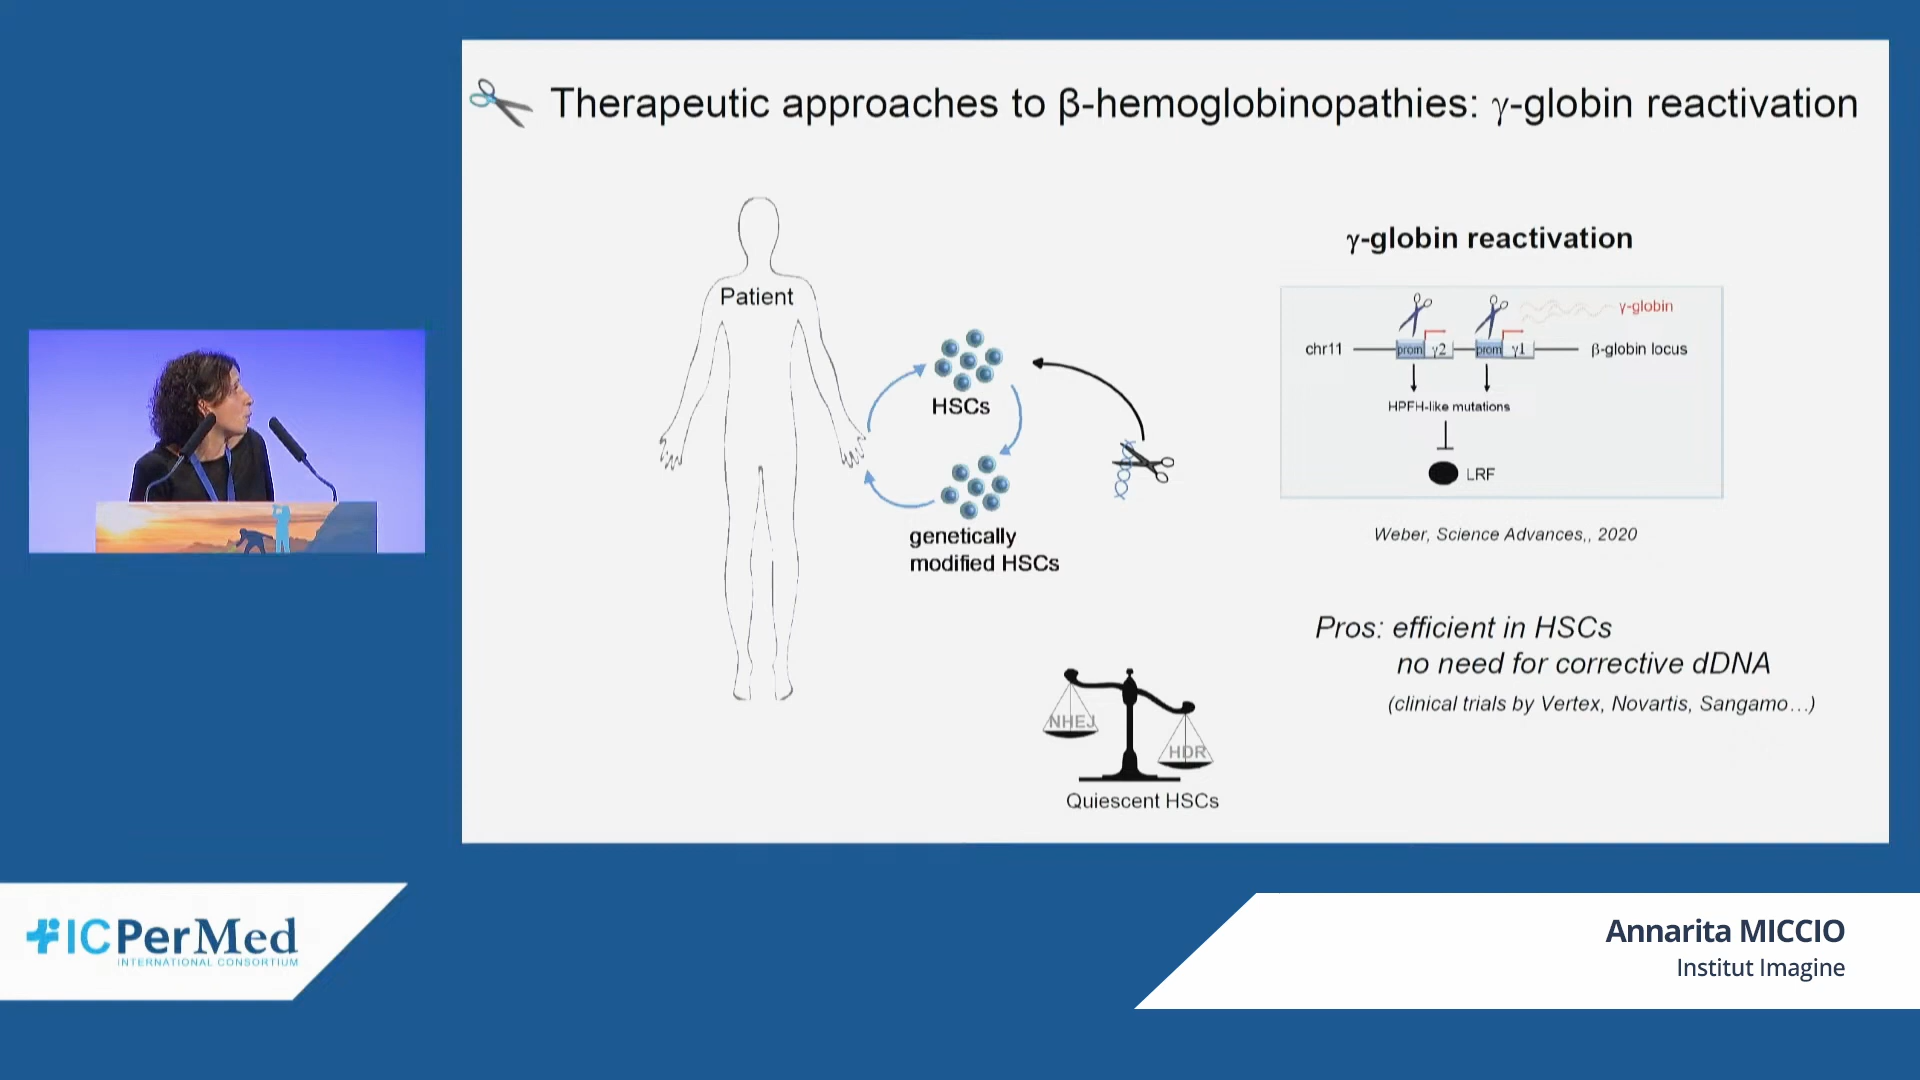 Therapeutic approaches to β-hemoglobinopathies: γ-globin reactivation
Patient
HSCs
genetically
modified HSCs
γ-globin reactivation
γ-globin
chr11
prom
γ2
prom
γ1
β-globin locus
HPFH-like mutations
LRF
Weber, Science Advances,, 2020
Pros: efficient in HSCs
no need for corrective dDNA
(clinical trials by Vertex, Novartis, Sangamo...)
NHEJ
HDR
Quiescent HSCs
ICPerMed
INTERNATIONAL CONSORTIUM
Annarita MICCIO
Institut Imagine